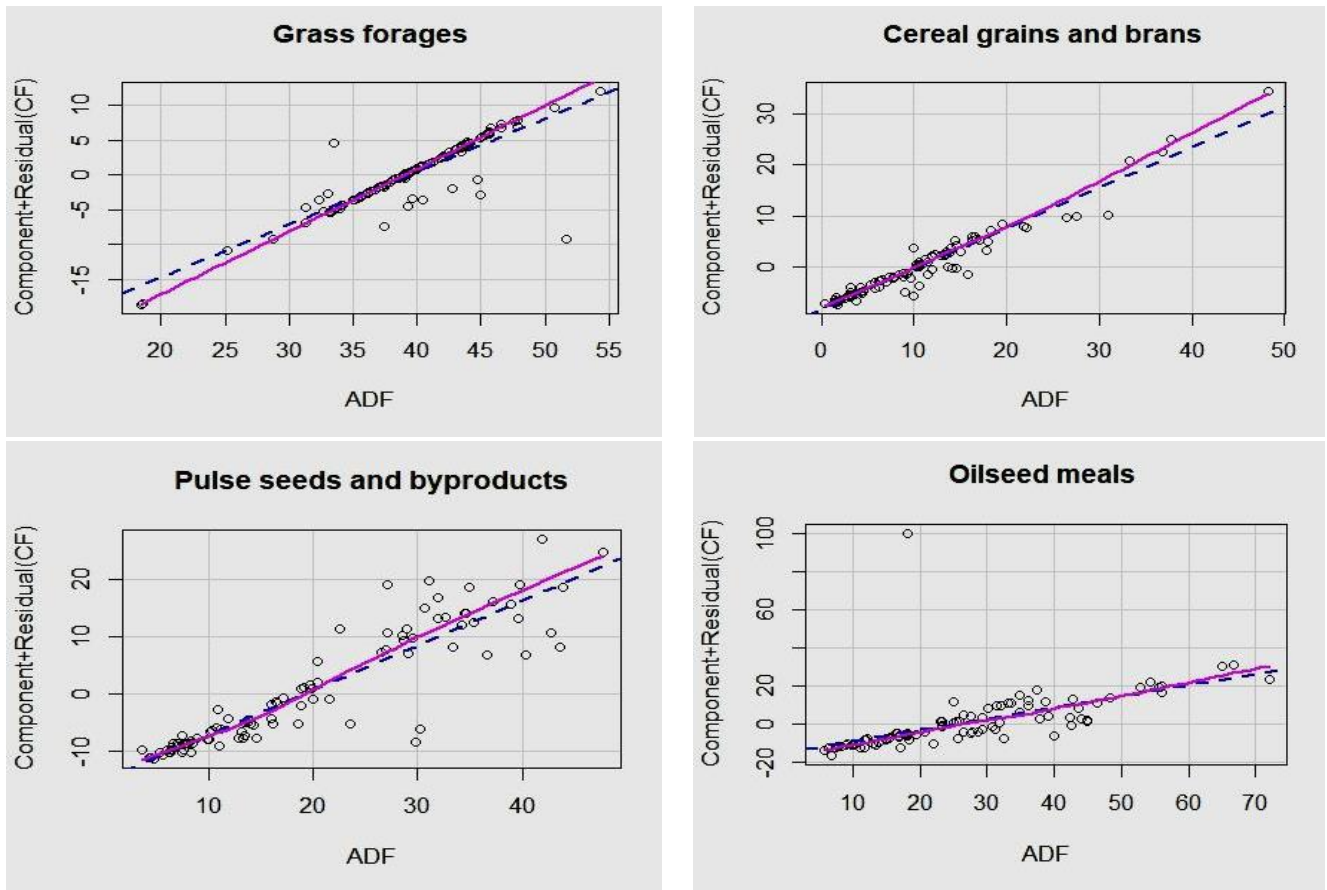 Grass forages
Component+Residual(CF)
10
5
0
-5
-15
20 25 30 35 40 45 50 55
ADF
Cereal grains and brans
Component+Residual(CF)
30
20
10
0
0 10 20 30 40 50
ADF
Pulse seeds and byproducts
Component+Residual(CF)
20
10
0
-10
10 20 30 40
ADF
Oilseed meals
Component+Residual(CF)
100
60
20
0
-20
10 20 30 40 50 60 70
ADF